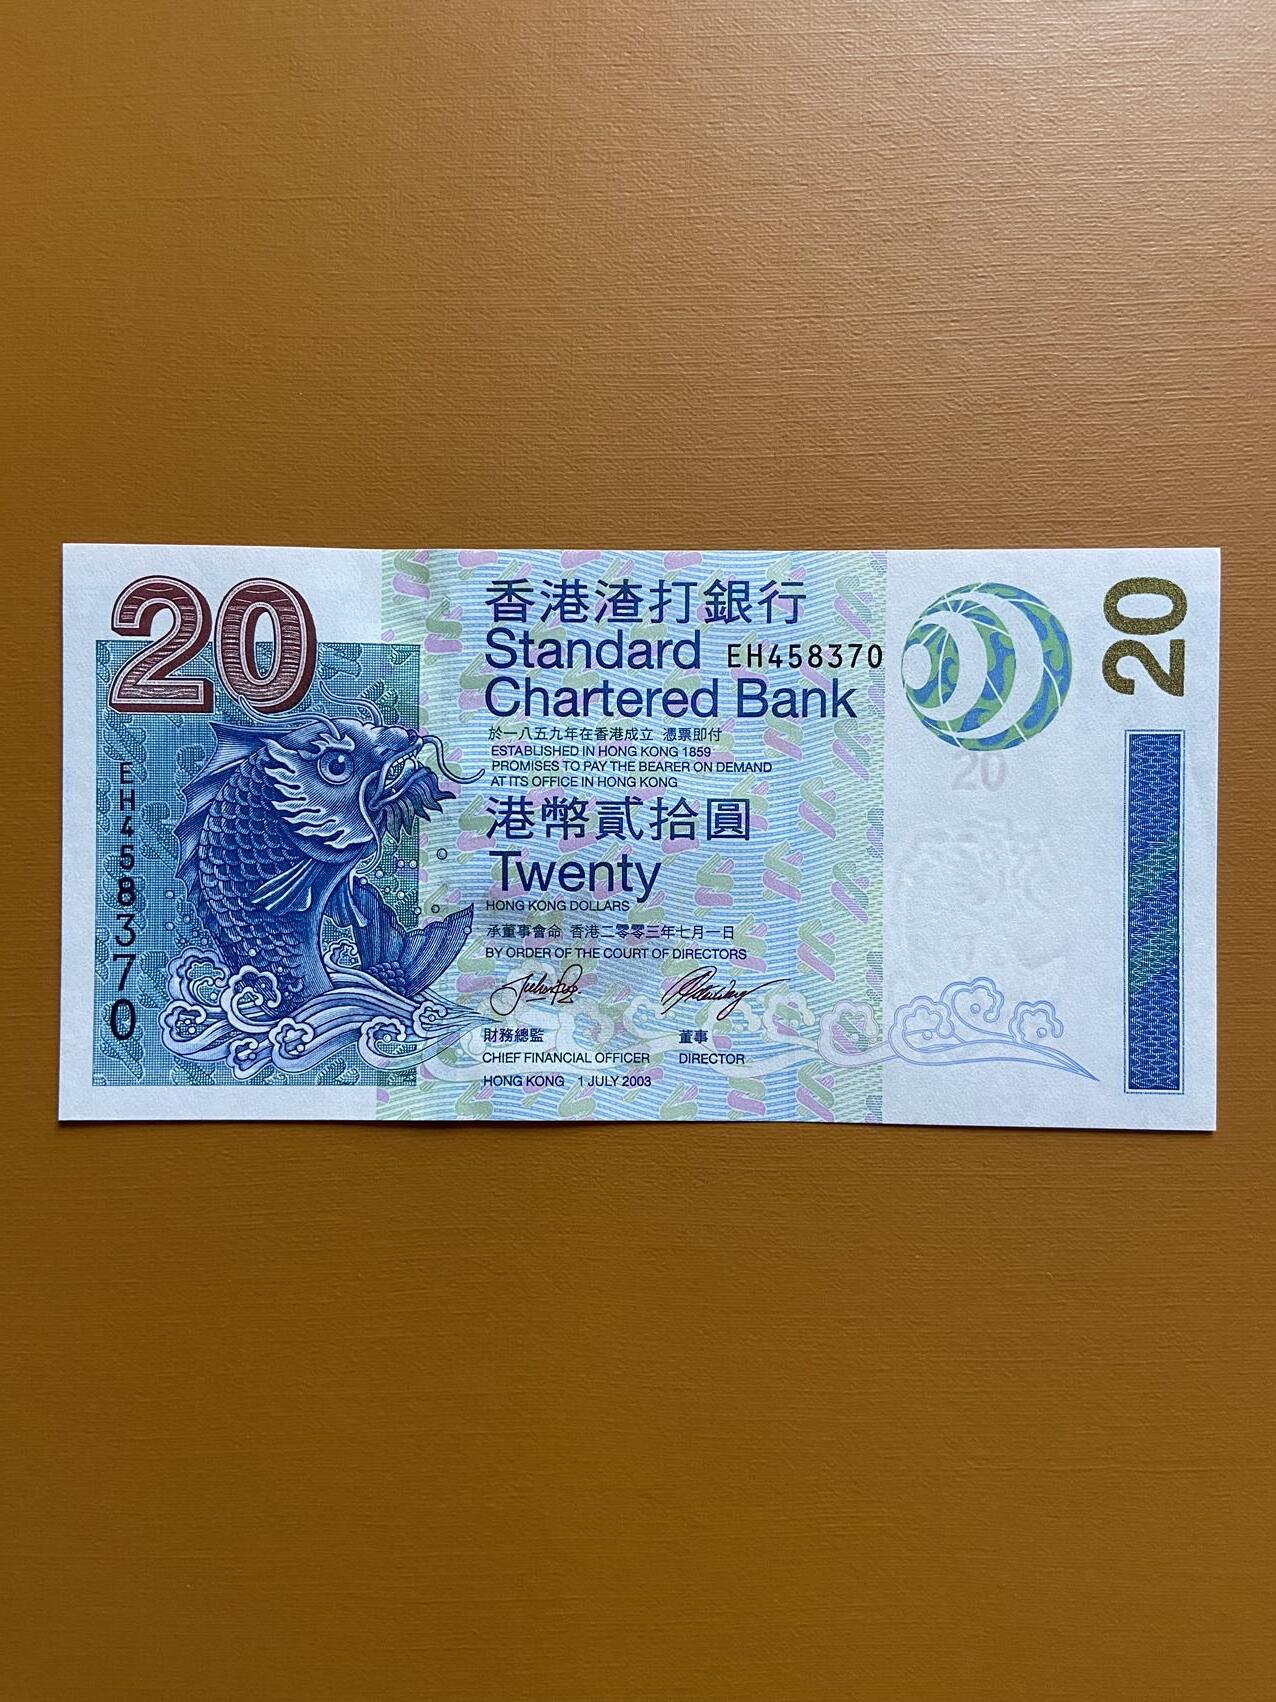 20
EH458370
香港渣打銀行
Standard
EH458370
Chartered Bank
於一八五九年在香港成立 憑票即付
ESTABLISHED IN HONG KONG 1859
PROMISES TO PAY THE BEARER ON DEMAND
AT ITS OFFICE IN HONG KONG
港幣貳拾圓
Twenty
HONG KONG DOLLARS
承董事會命 香港二零零三年七月一日
BY ORDER OF THE COURT OF DIRECTORS
財務總監 董事
CHIEF FINANCIAL OFFICER DIRECTOR
HONG KONG 1 JULY 2003
20
20